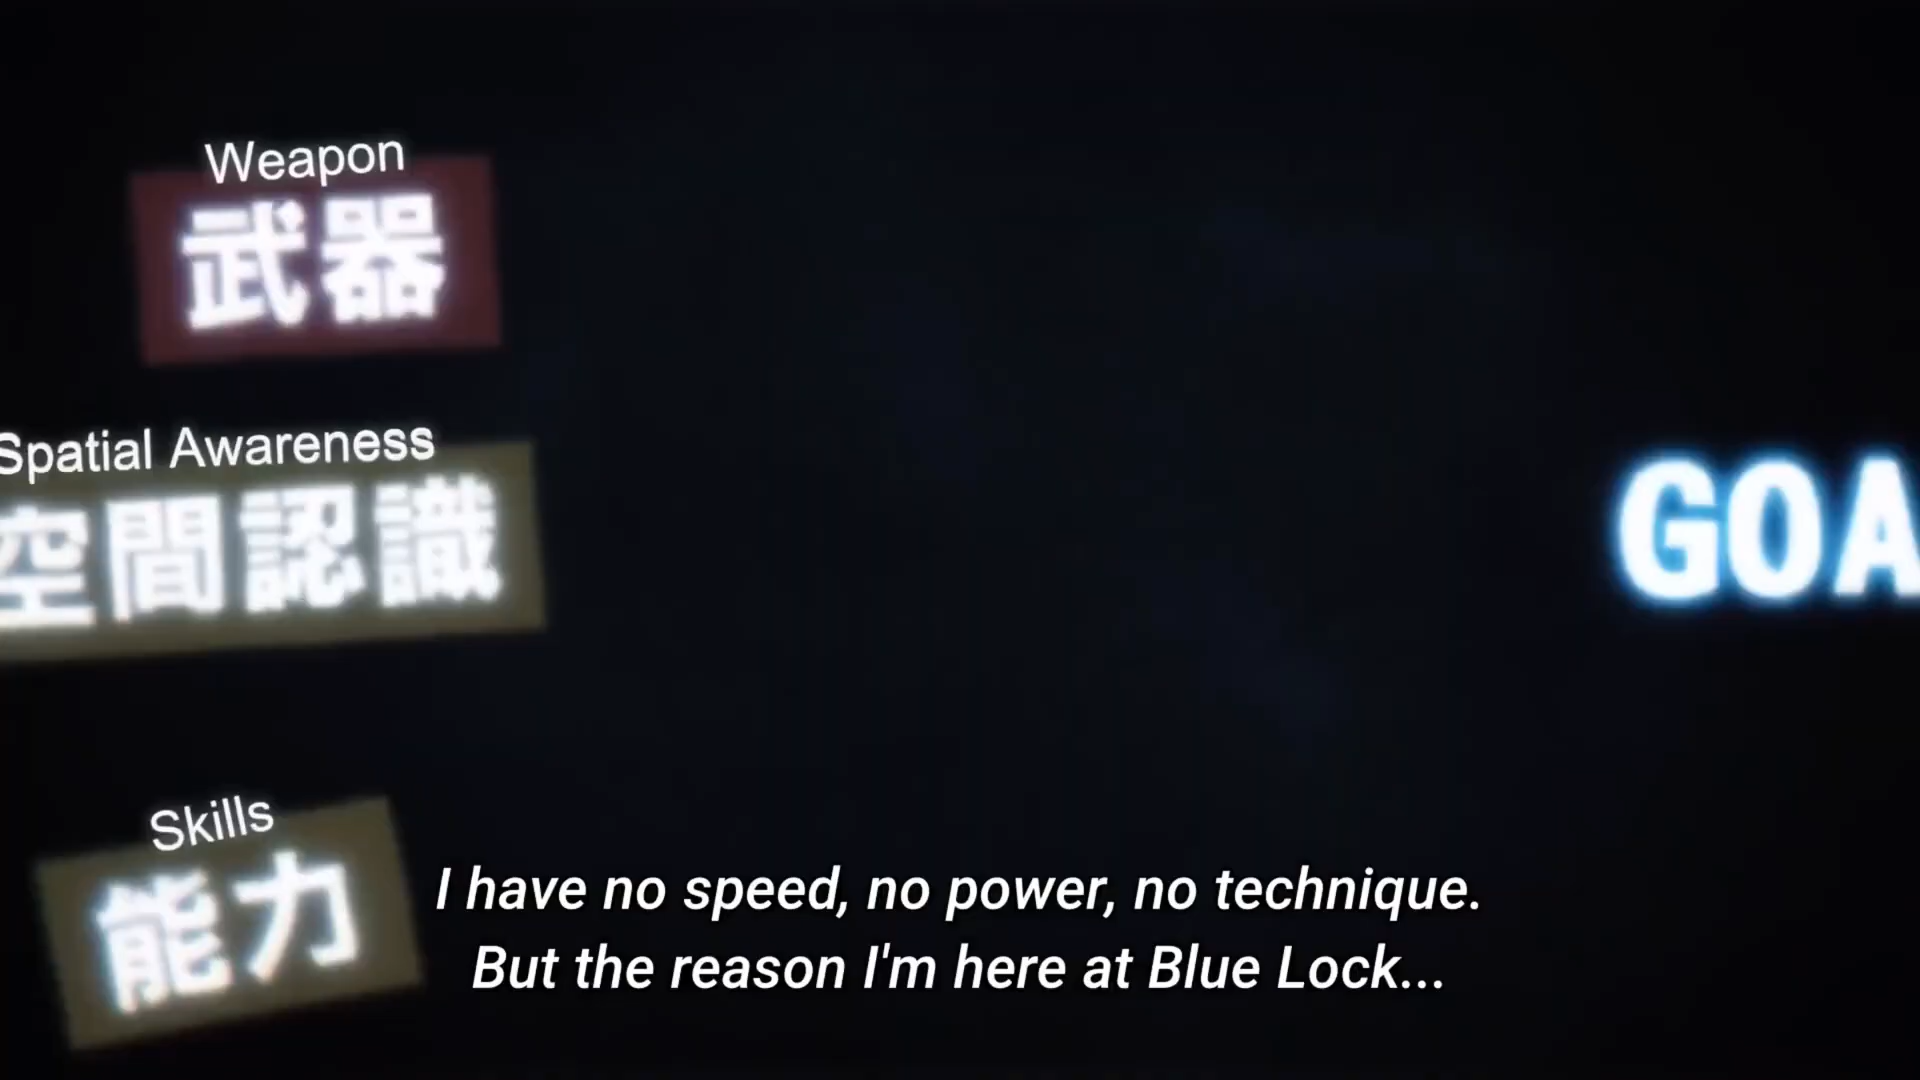 Weapon
武器
Spatial Awareness
空間認識
GOA
Skills
能力
I have no speed, no power, no technique.
But the reason I'm here at Blue Lock...